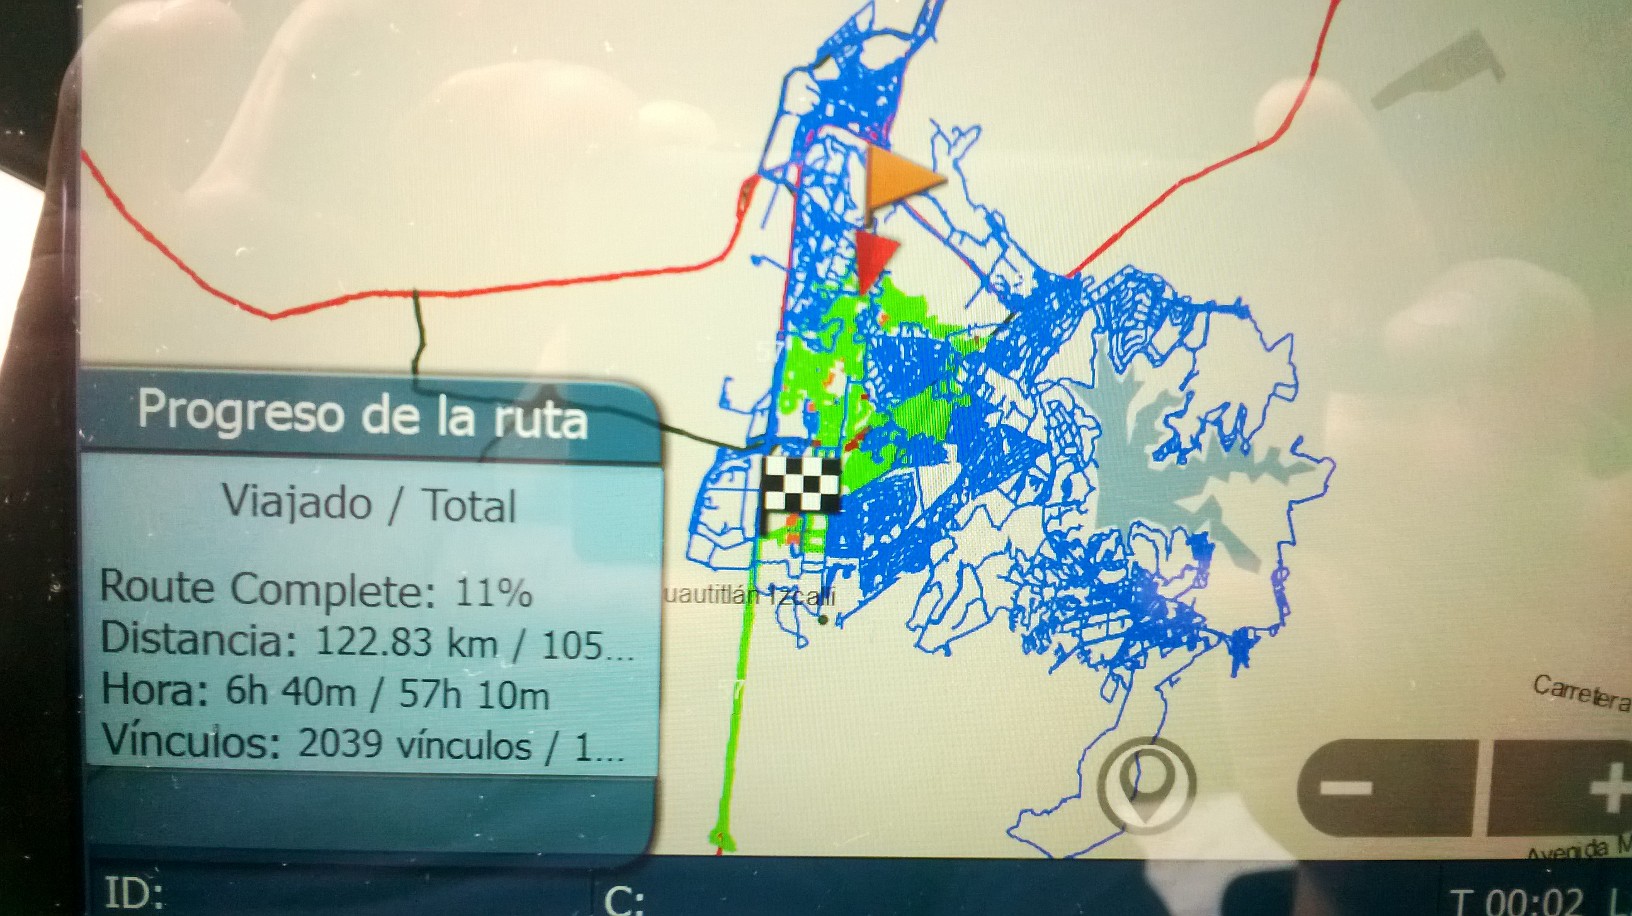 Progreso de la ruta
Viajado / Total
Route Complete: 11%
Distancia: 122.83 km / 105...
Hora: 6h 40m / 57h 10m
Vínculos: 2039 vínculos / 1...
57
uautitlán Izcalli
Carretera
Avenida M
ID:
C:
T 00:02 L